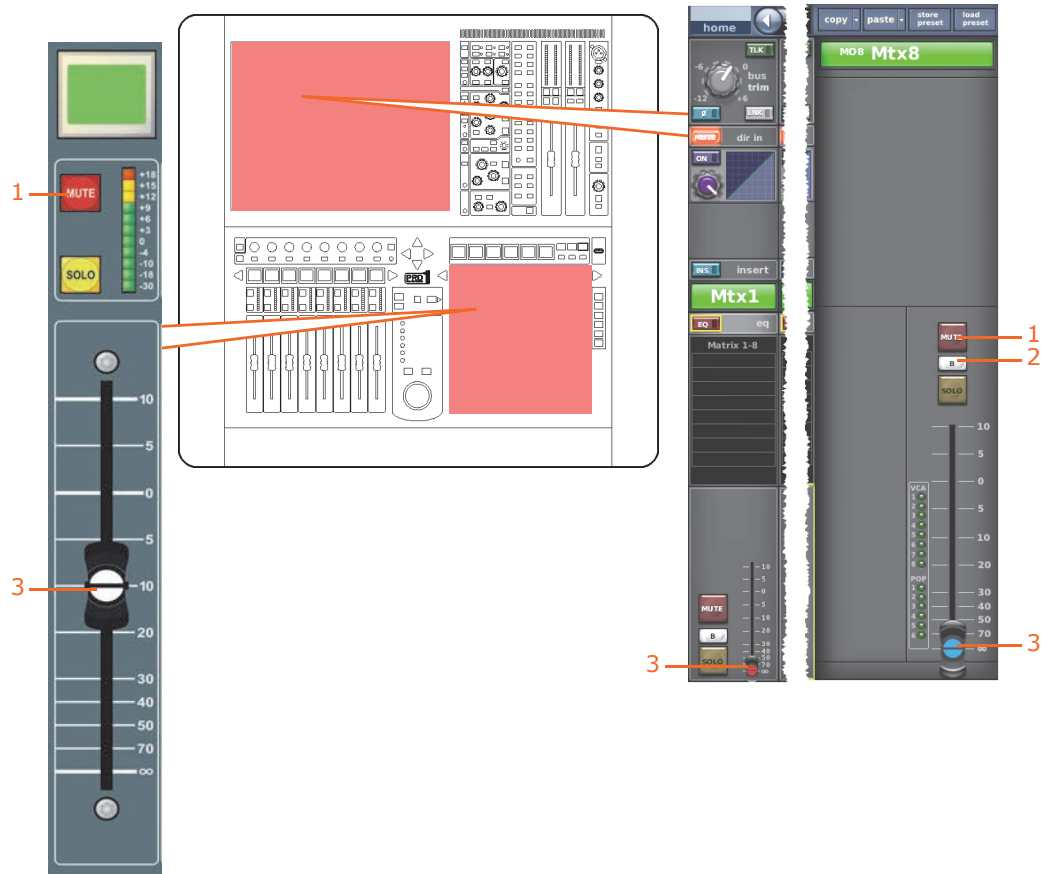 1
MUTE
+18
+15
+12
+9
+6
+3
0
-4
-10
-18
-30
SOLO
10
5
0
5
10
20
30
40
50
70
∞
3
PRO1
home
TLK
-6
0
bus
trim
-12
+6
Ø
LNK
MUTE
dir in
ON
INS
insert
Mtx1
EQ
eq
Matrix 1-8
10
5
0
5
10
20
30
40
50
70
∞
MUTE
B
SOLO
3
copy
paste
store
preset
load
preset
MO8 Mtx8
MUTE
1
B
2
SOLO
10
5
0
5
10
20
30
40
50
70
∞
VCA
1
2
3
4
5
6
7
8
POP
1
2
3
4
5
6
3